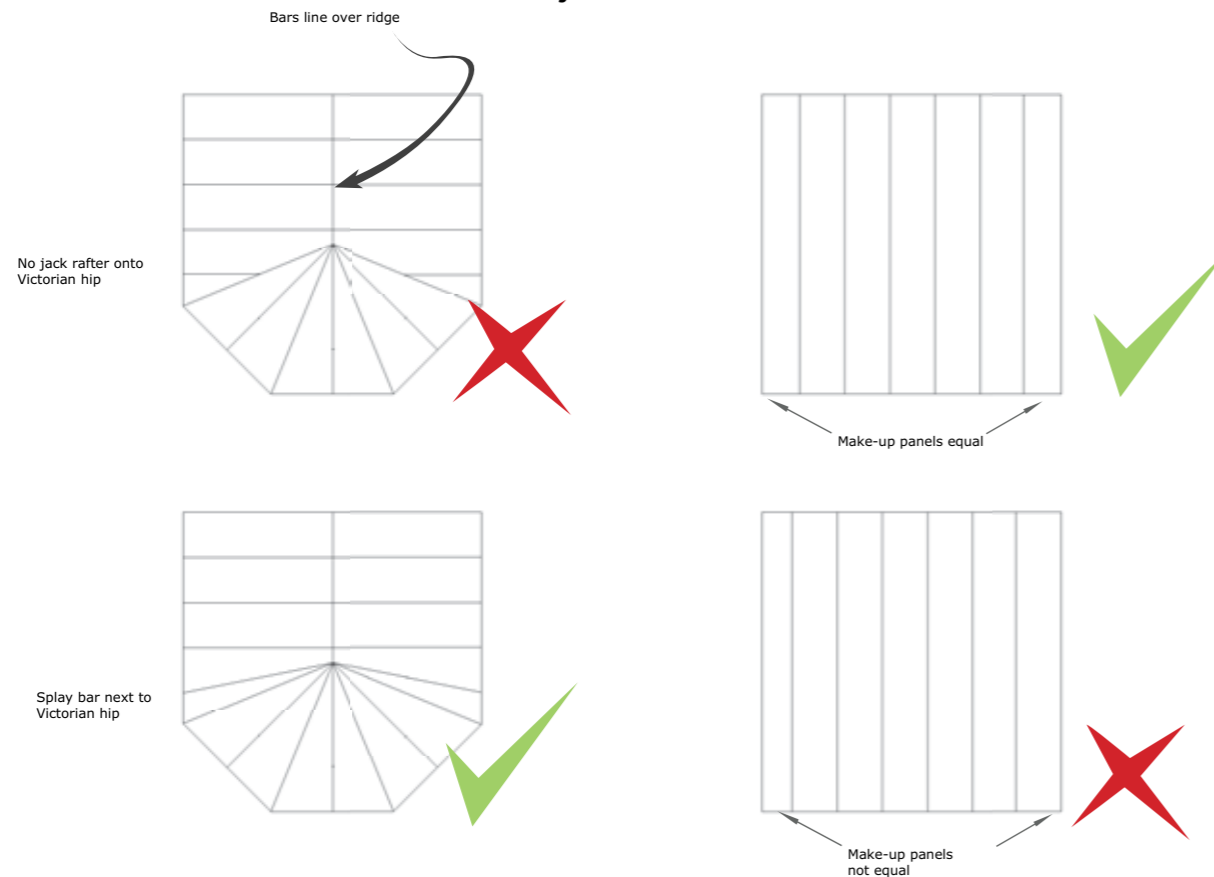 Bars line over ridge
No jack rafter onto
Victorian hip
Make-up panels equal
Splay bar next to
Victorian hip
Make-up panels
not equal